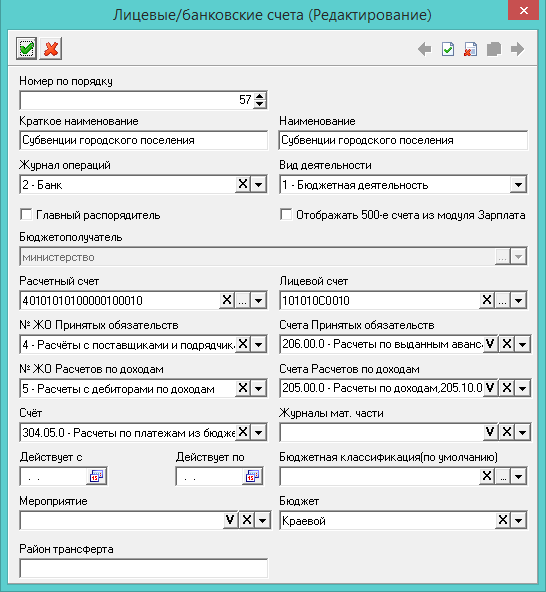 Лицевые/банковские счета (Редактирование)
Номер по порядку
57
Краткое наименование Наименование
Субвенции городского поселения Субвенции городского поселения
Журнал операций Вид деятельности
2 - Банк X 1 - Бюджетная деятельность
Главный распорядитель Отображать 500-е счета из модуля Зарплата
Бюджетополучатель
министерство ...
Расчетный счет Лицевой счет
40101010100000100010 X ... 101010С0010 X ...
№ ЖО Принятых обязательств Счета Принятых обязательств
4 - Расчёты с поставщиками и подрядчик. X 206.00.0 - Расчеты по выданным аванс. V X
№ ЖО Расчетов по доходам Счета Расчетов по доходам
5 - Расчеты с дебиторами по доходам X 205.00.0 - Расчеты по доходам,205.10.0 V X
Счёт Журналы мат. части
304.05.0 - Расчеты по платежам из бюдже X V X
Действует с Действует по Бюджетная классификация(по умолчанию)
. . 15 . . 15 X ...
Мероприятие Бюджет
V X Краевой X
Район трансферта